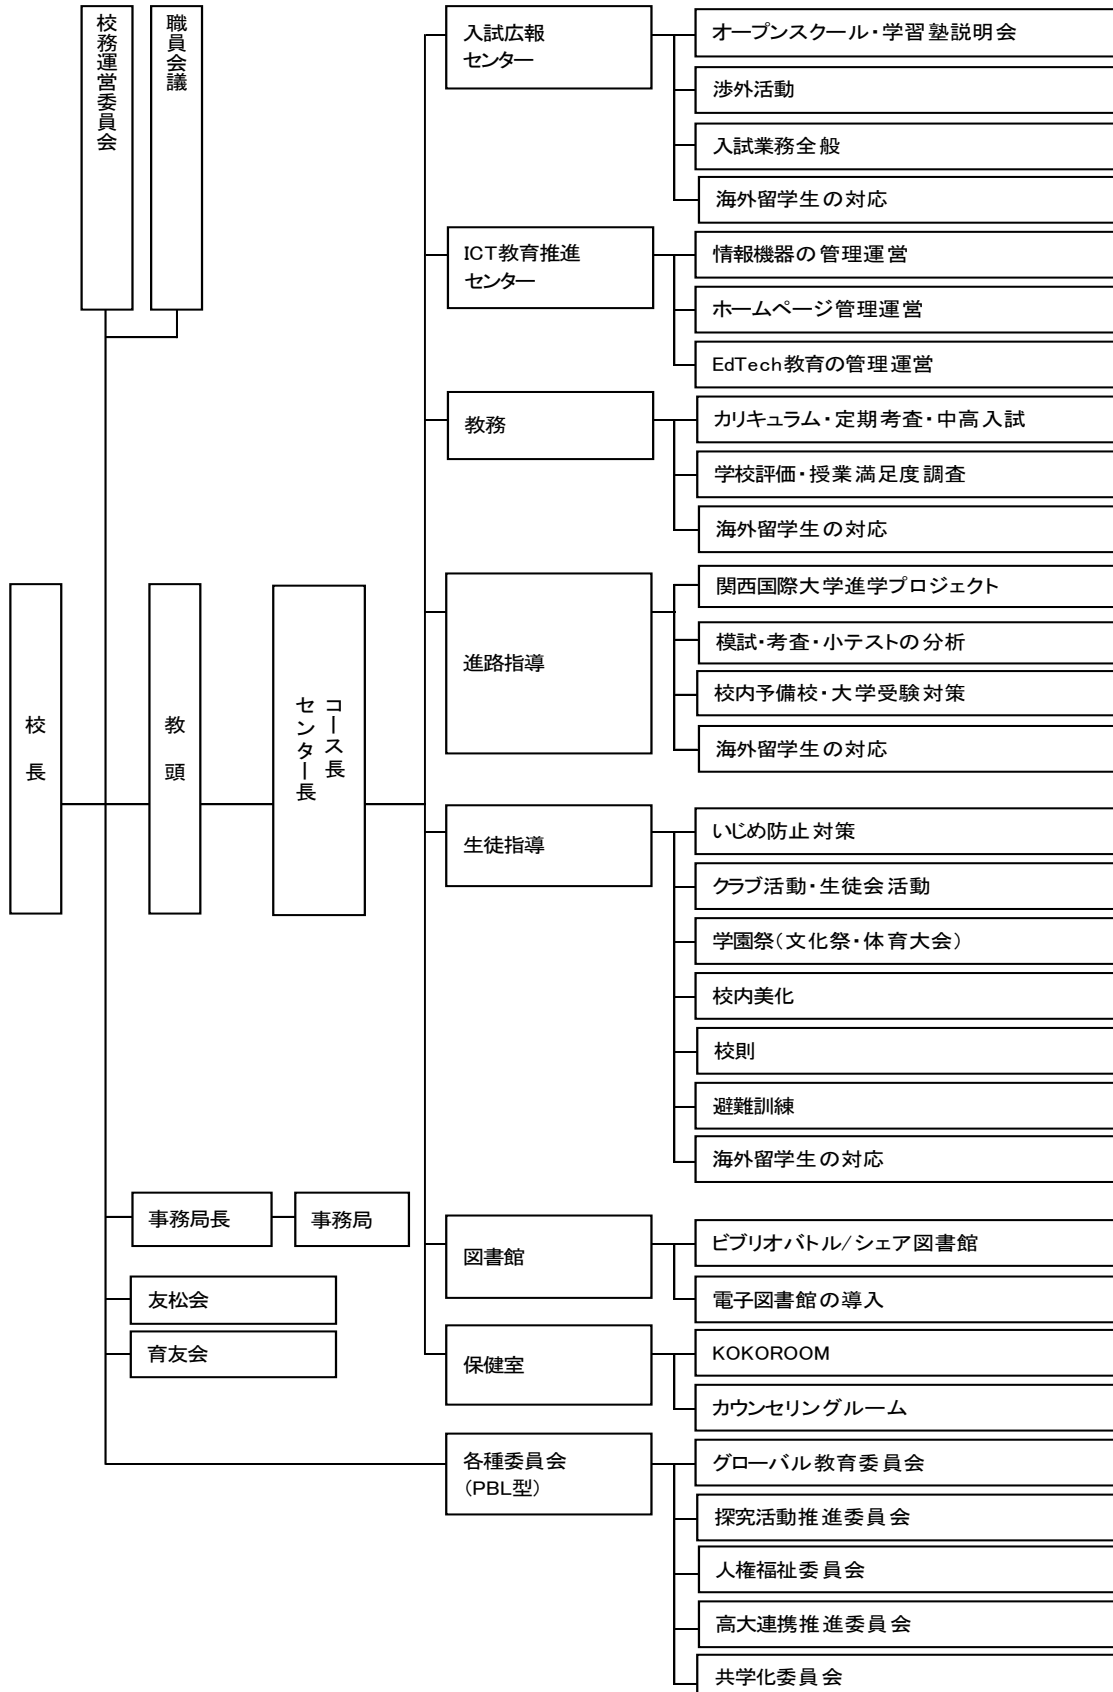 校務運営委員会
職員会議
校長
教頭
コース長
センター長
事務局長
事務局
友松会
育友会
入試広報
センター
オープンスクール・学習塾説明会
渉外活動
入試業務全般
海外留学生の対応
ICT教育推進
センター
情報機器の管理運営
ホームページ管理運営
EdTech教育の管理運営
教務
カリキュラム・定期考査・中高入試
学校評価・授業満足度調査
海外留学生の対応
進路指導
関西国際大学進学プロジェクト
模試・考査・小テストの分析
校内予備校・大学受験対策
海外留学生の対応
生徒指導
いじめ防止対策
クラブ活動・生徒会活動
学園祭(文化祭・体育大会)
校内美化
校則
避難訓練
海外留学生の対応
図書館
ビブリオバトル/シェア図書館
電子図書館の導入
保健室
KOKOROOM
カウンセリングルーム
各種委員会
(PBL型)
グローバル教育委員会
探究活動推進委員会
人権福祉委員会
高大連携推進委員会
共学化委員会